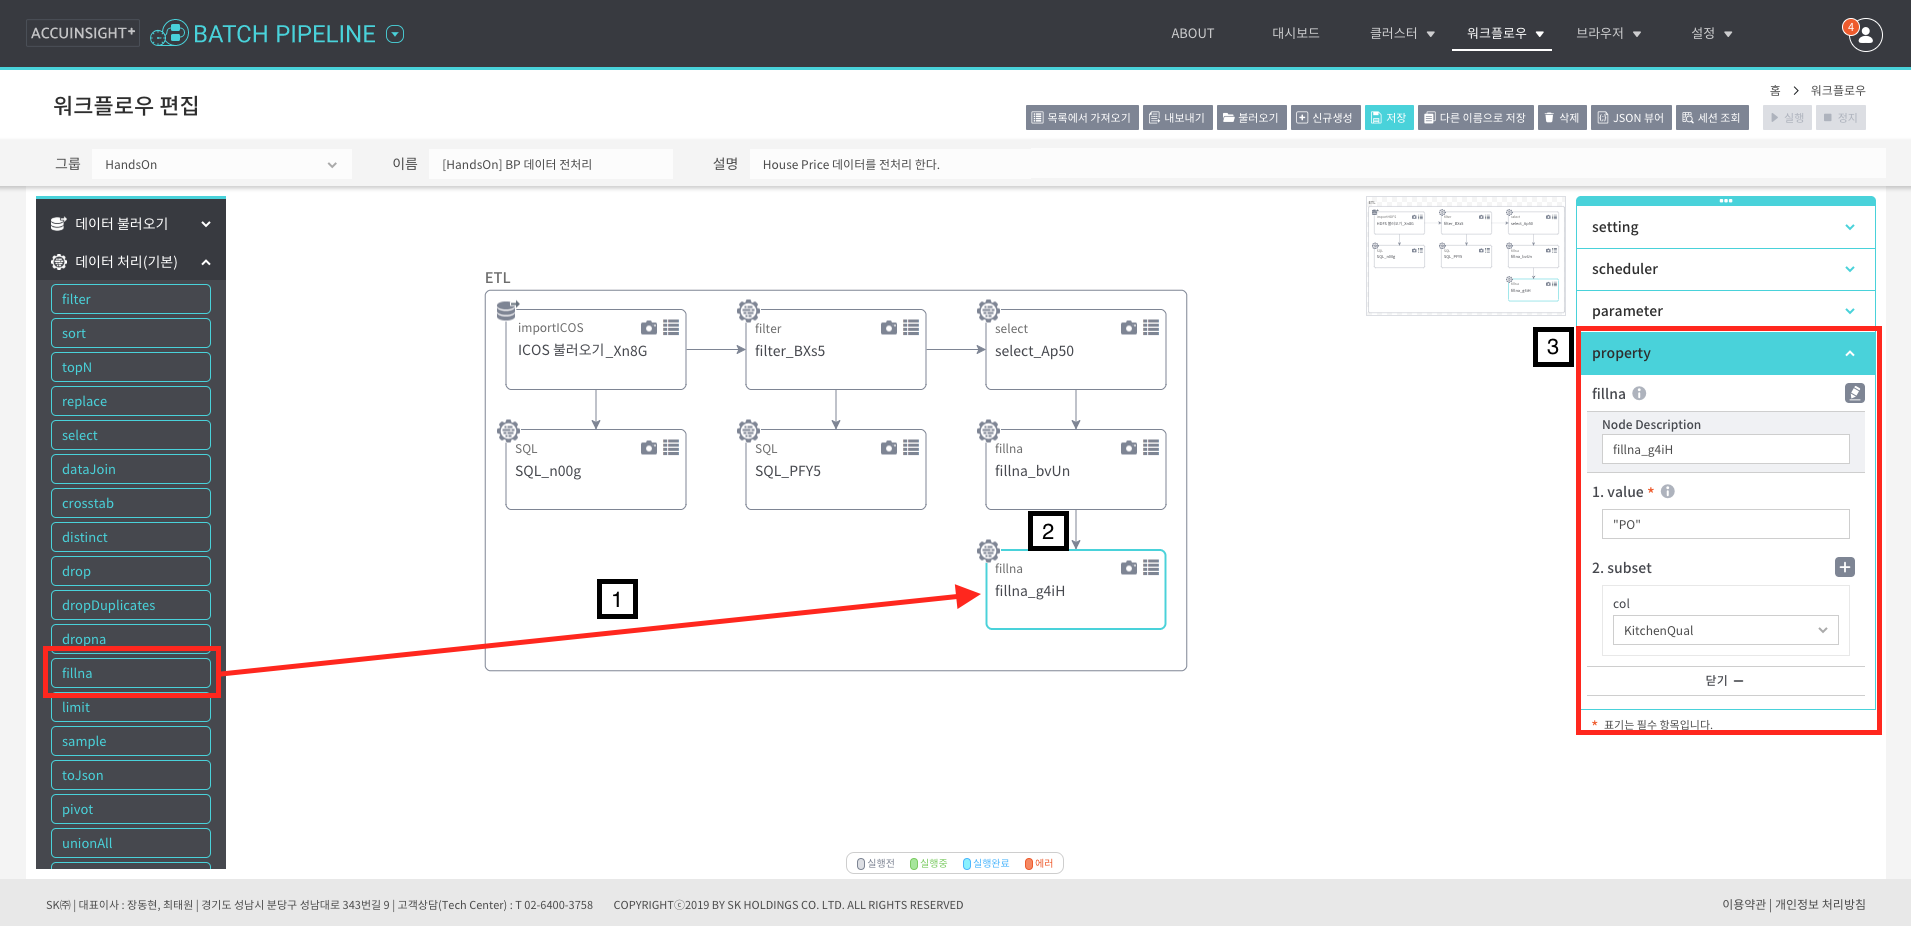 ACCUINSIGHT+ BATCH PIPELINE
ABOUT 대시보드 클러스터 워크플로우 브라우저 설정 4
홈 > 워크플로우
워크플로우 편집
목록에서 가져오기 내보내기 불러오기 신규생성 저장 다른 이름으로 저장 삭제 JSON 뷰어 세션 조회 실행 정지
그룹 HandsOn 이름 [HandsOn] BP 데이터 전처리 설명 House Price 데이터를 전처리 한다.
데이터 불러오기
데이터 처리(기본)
filter
sort
topN
replace
select
dataJoin
crosstab
distinct
drop
dropDuplicates
dropna
fillna
limit
sample
toJson
pivot
unionAll
ETL
importICOS
ICOS 불러오기_Xn8G
filter
filter_BXs5
select
select_Ap50
SQL
SQL_n00g
SQL
SQL_PFY5
fillna
fillna_bvUn
fillna
fillna_g4iH
1
2
3
setting
scheduler
parameter
property
fillna
Node Description
fillna_g4iH
1. value *
"PO"
2. subset
col
KitchenQual
닫기
* 표기는 필수 항목입니다.
실행전 실행중 실행완료 에러
SK㈜ | 대표이사 : 장동현, 최태원 | 경기도 성남시 분당구 성남대로 343번길 9 | 고객상담(Tech Center) : T 02-6400-3758 COPYRIGHTⓒ2019 BY SK HOLDINGS CO. LTD. ALL RIGHTS RESERVED
이용약관 | 개인정보 처리방침